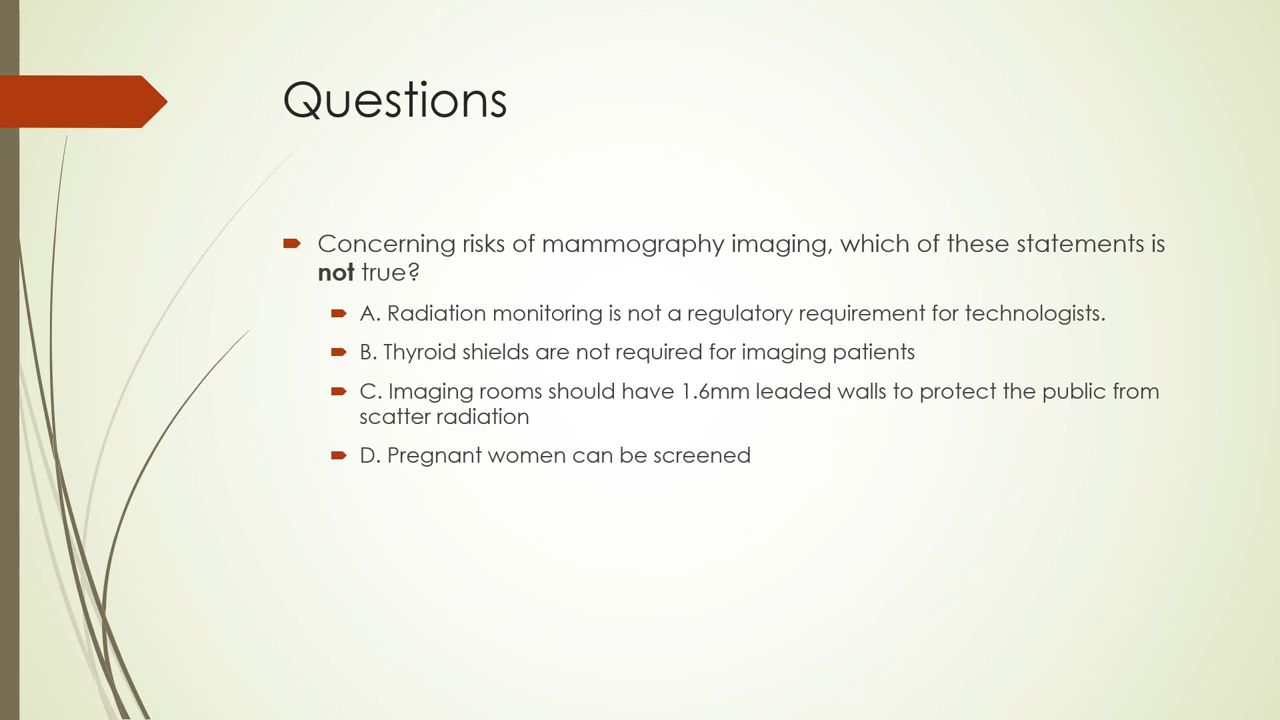 Questions
Concerning risks of mammography imaging, which of these statements is
not true?
A. Radiation monitoring is not a regulatory requirement for technologists.
B. Thyroid shields are not required for imaging patients
C. Imaging rooms should have 1.6mm leaded walls to protect the public from
scatter radiation
D. Pregnant women can be screened